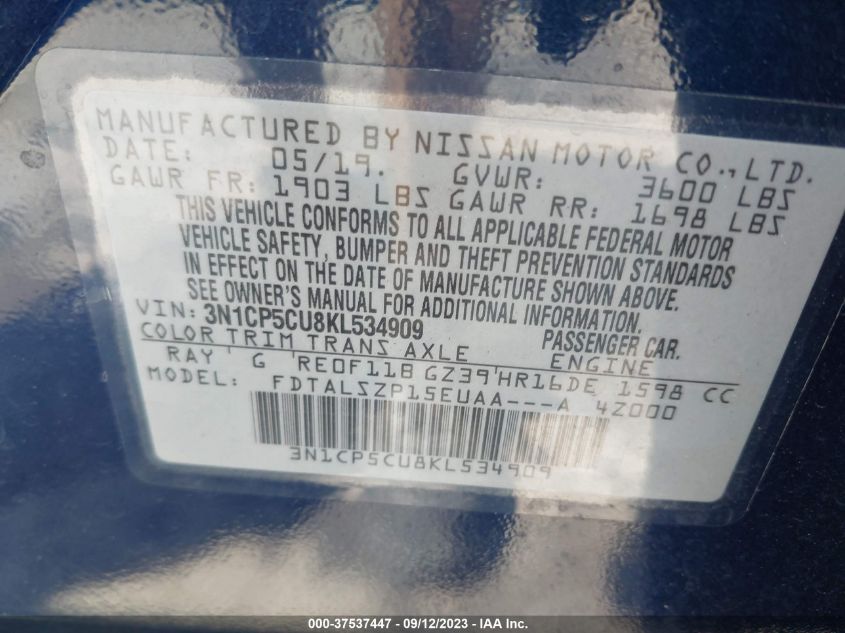 MANUFACTURED BY NISSAN MOTOR CO., LTD.
DATE: 05/19. GVWR: 3600 LBS
GAWR FR: 1903 LBS GAWR RR: 1698 LBS
THIS VEHICLE CONFORMS TO ALL APPLICABLE FEDERAL MOTOR
VEHICLE SAFETY, BUMPER AND THEFT PREVENTION STANDARDS
IN EFFECT ON THE DATE OF MANUFACTURE SHOWN ABOVE.
SEE OWNER'S MANUAL FOR ADDITIONAL INFORMATION.
VIN: 3N1CP5CU8KL534909 PASSENGER CAR.
COLOR TRIM TRANS AXLE ENGINE
RAY G RE0F11B GZ39 HR16DE 1598 CC
MODEL: FDTALSZP15EUAA---A 4Z000
3N1CP5CU8KL534909
000-37537447 - 09/12/2023 - IAA Inc.